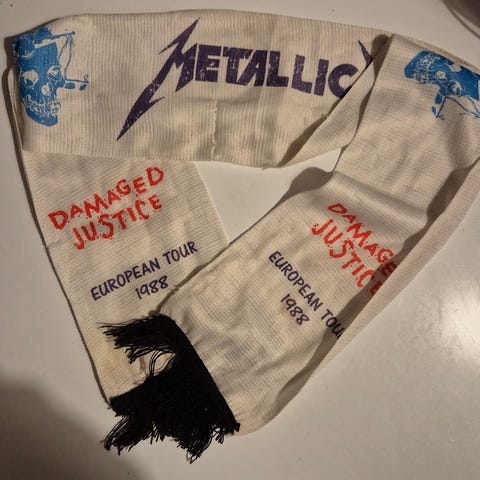 METALLIC
DAMAGED
JUSTICE
EUROPEAN TOUR
1988
DAMAGED
JUSTICE
EUROPEAN TOUR
1988